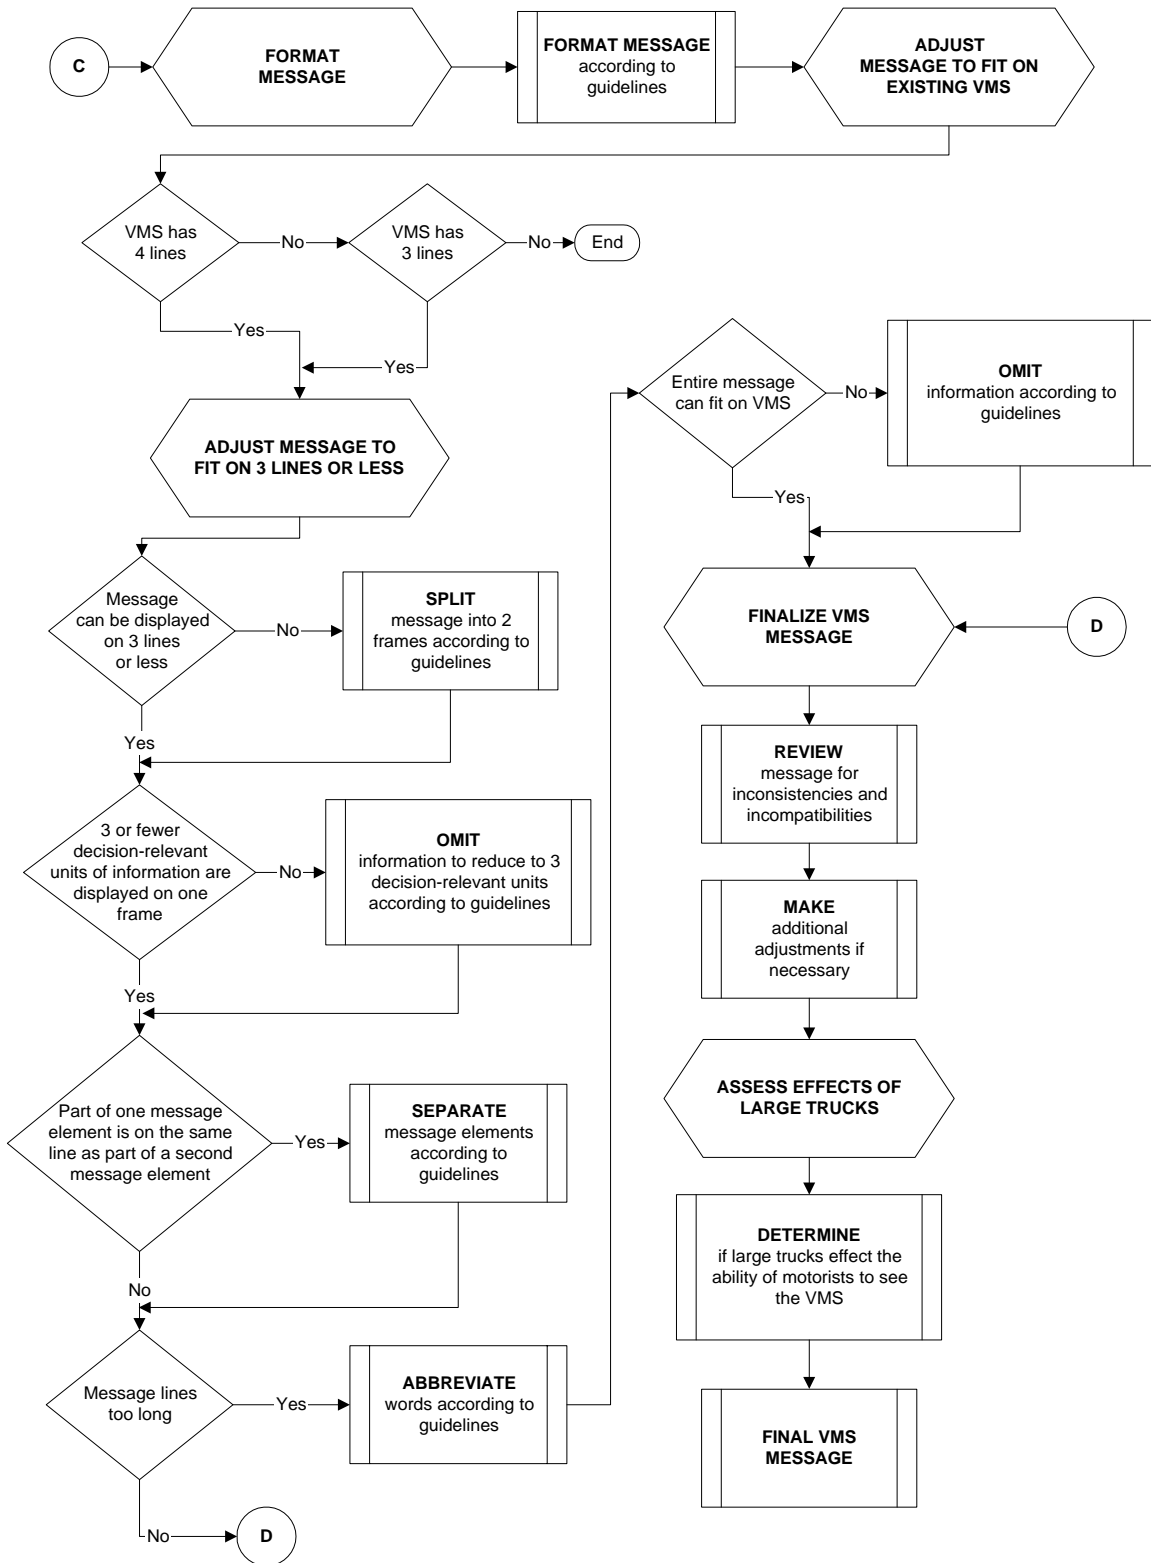 C
FORMAT
MESSAGE
FORMAT MESSAGE
according to
guidelines
ADJUST
MESSAGE TO FIT ON
EXISTING VMS
VMS has
4 lines
No
VMS has
3 lines
No
End
Yes
Yes
ADJUST MESSAGE TO
FIT ON 3 LINES OR LESS
Message
can be displayed
on 3 lines
or less
No
SPLIT
message into 2
frames according to
guidelines
Yes
3 or fewer
decision-relevant
units of information are
displayed on one
frame
No
OMIT
information to reduce to 3
decision-relevant units
according to guidelines
Yes
Part of one message
element is on the same
line as part of a second
message element
Yes
SEPARATE
message elements
according to
guidelines
No
Message lines
too long
Yes
ABBREVIATE
words according to
guidelines
No
D
Entire message
can fit on VMS
No
OMIT
information according to
guidelines
Yes
FINALIZE VMS
MESSAGE
D
REVIEW
message for
inconsistencies and
incompatibilities
MAKE
additional
adjustments if
necessary
ASSESS EFFECTS OF
LARGE TRUCKS
DETERMINE
if large trucks effect the
ability of motorists to see
the VMS
FINAL VMS
MESSAGE